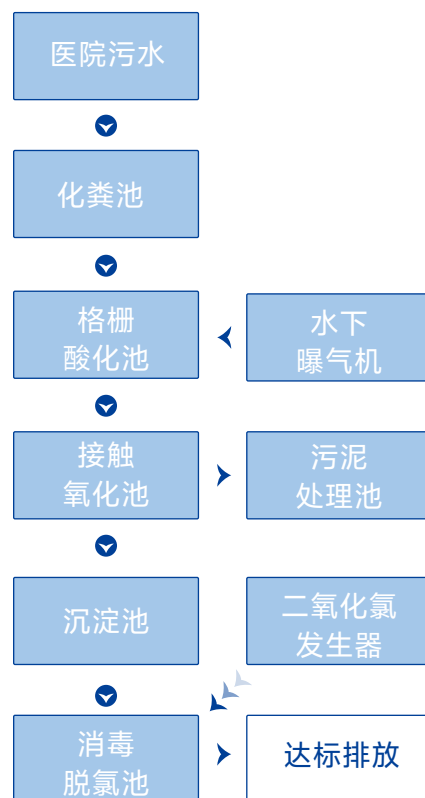 医院污水
化粪池
格栅
酸化池
水下
曝气机
接触
氧化池
污泥
处理池
沉淀池
二氧化氯
发生器
消毒
脱氯池
达标排放